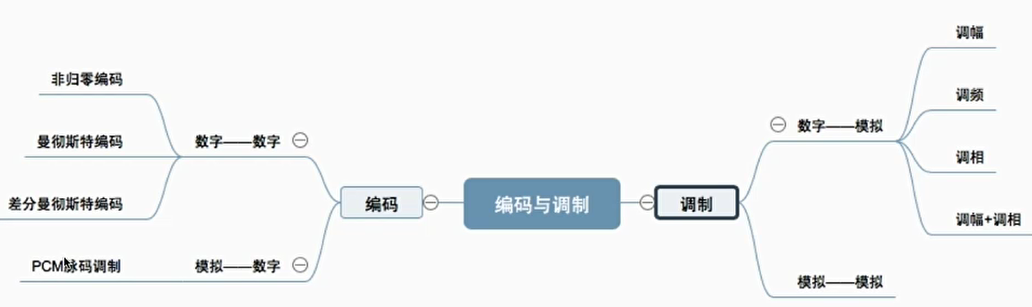 编码与调制
编码
数字——数字
非归零编码
曼彻斯特编码
差分曼彻斯特编码
模拟——数字
PCM脉码调制
调制
数字——模拟
调幅
调频
调相
调幅+调相
模拟——模拟